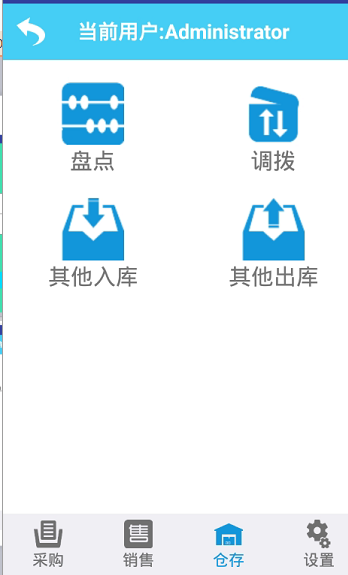 当前用户:Administrator
盘点
调拨
其他入库
其他出库
售
采购
销售
仓存
设置